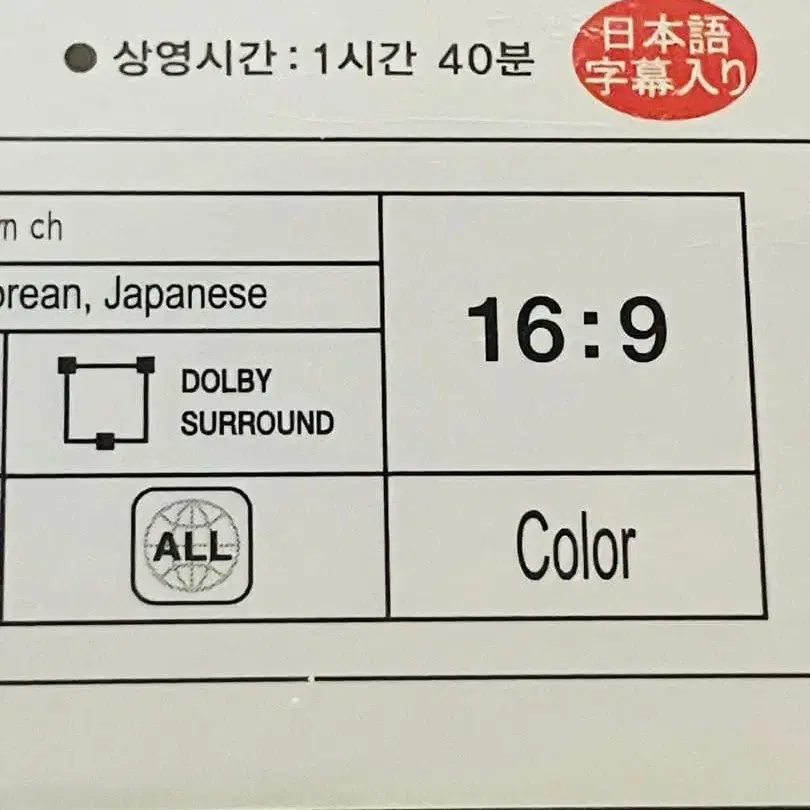 ● 상영시간 : 1시간 40분
日本語
字幕入り
ch
Japanese
16:9
DOLBY
SURROUND
ALL
Color